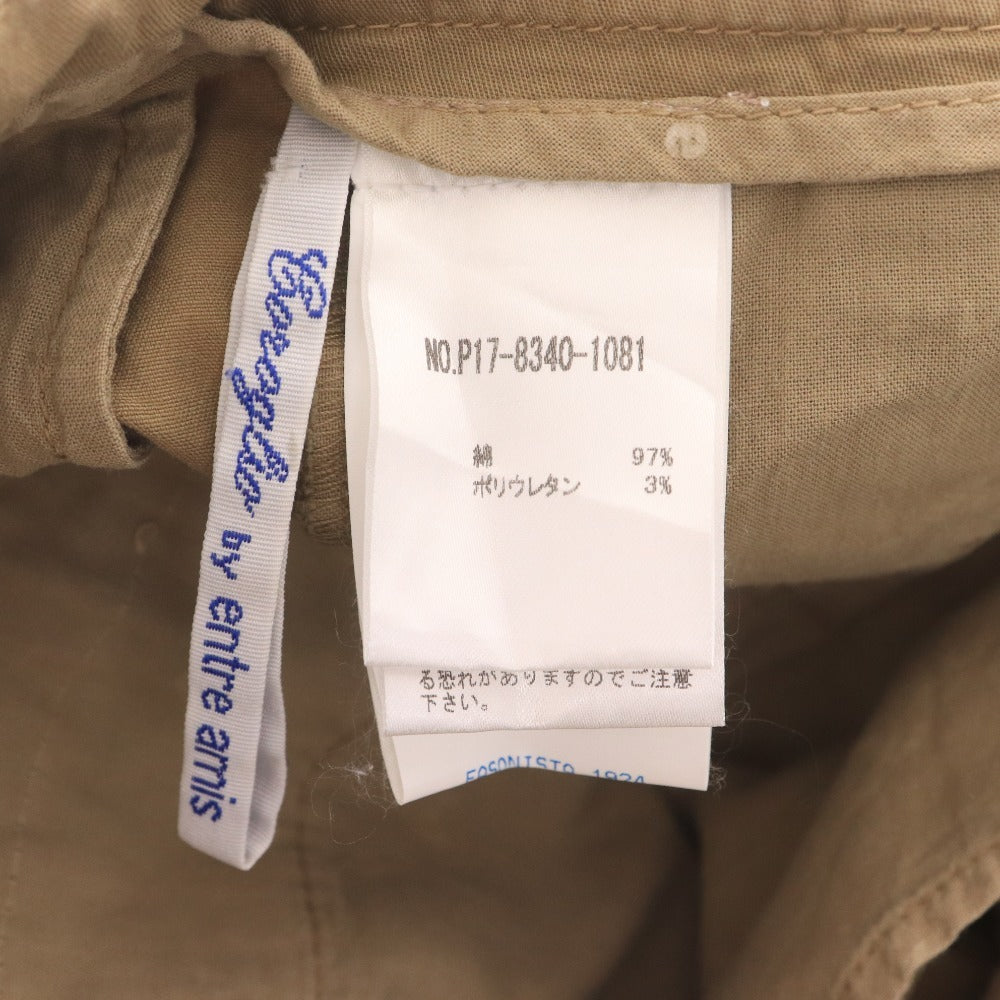 Coroglio by entre amis
NO.P17-8340-1081
綿 97%
ポリウレタン 3%
る恐れがありますのでご注意
下さい。